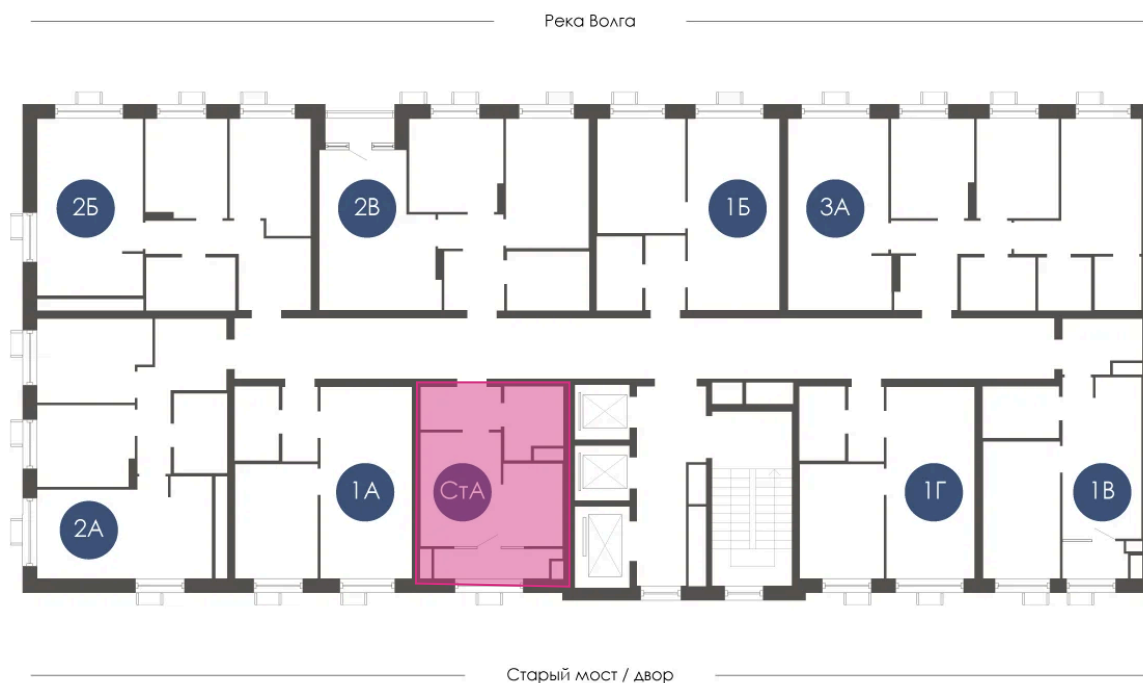 Река Волга
2Б
2В
1Б
3А
2А
1А
СтА
1Г
1В
Старый мост / двор